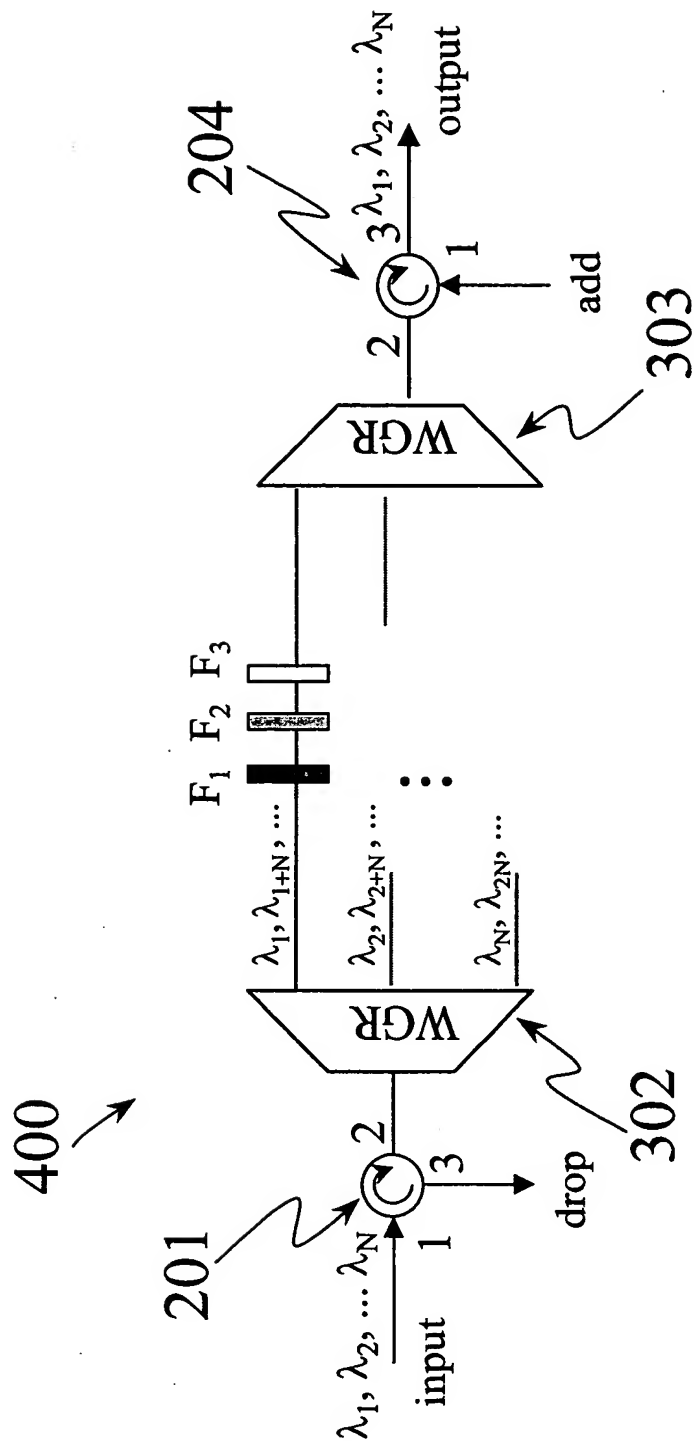 400
201
204
λ1, λ2, ... λN
input
1
2
3
drop
WGR
302
λ1, λ1+N, ...
λ2, λ2+N, ...
λN, λ2N, ...
F1
F2
F3
...
WGR
303
2
3
1
add
λ1, λ2, ... λN
output